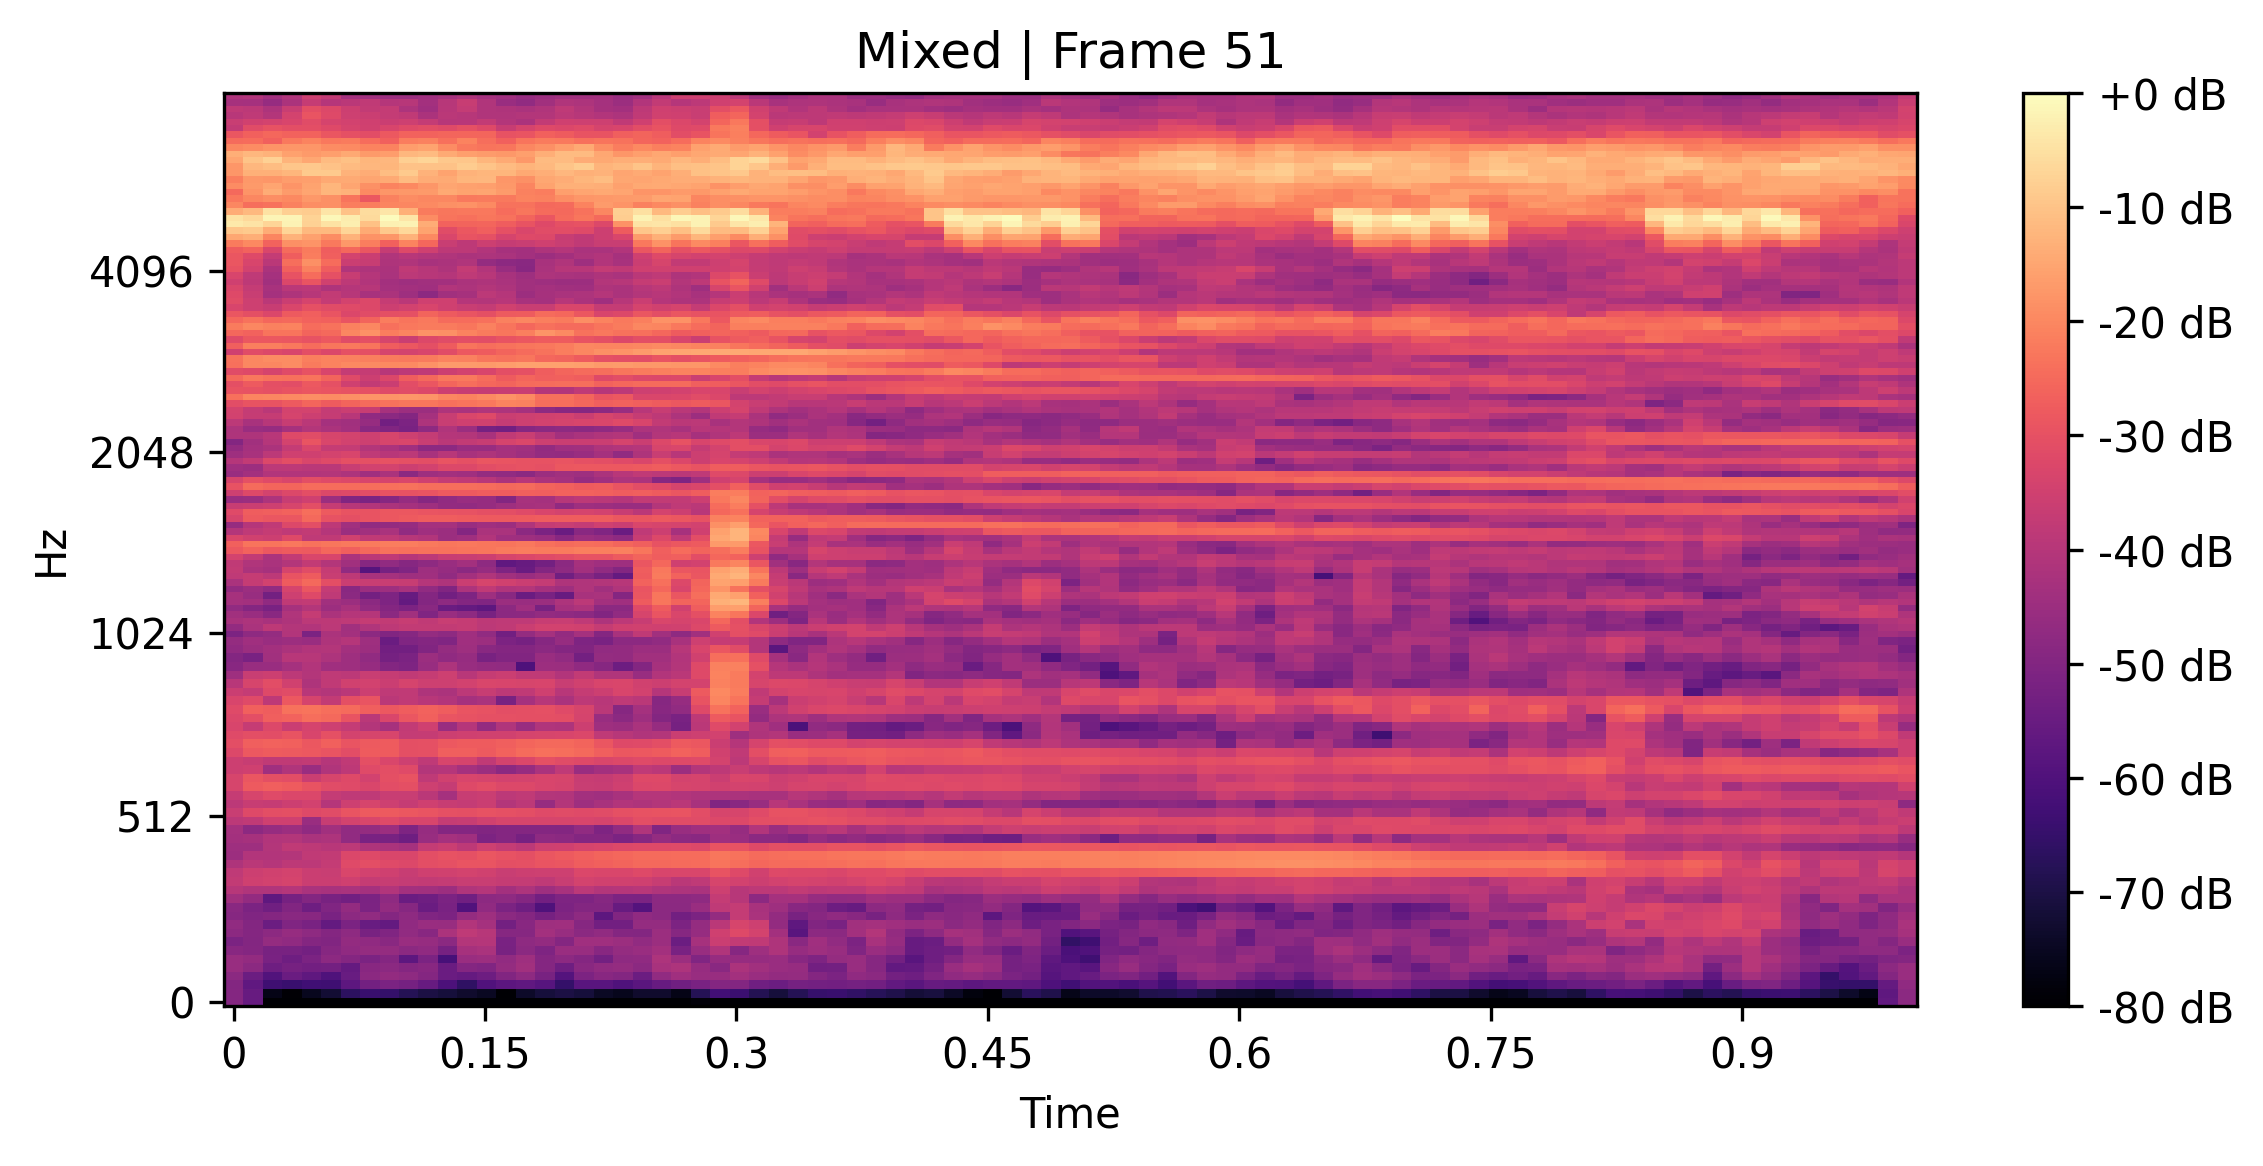 Mixed | Frame 51
+0 dB
-10 dB
-20 dB
-30 dB
-40 dB
-50 dB
-60 dB
-70 dB
-80 dB
Hz
4096
2048
1024
512
0
0 0.15 0.3 0.45 0.6 0.75 0.9
Time